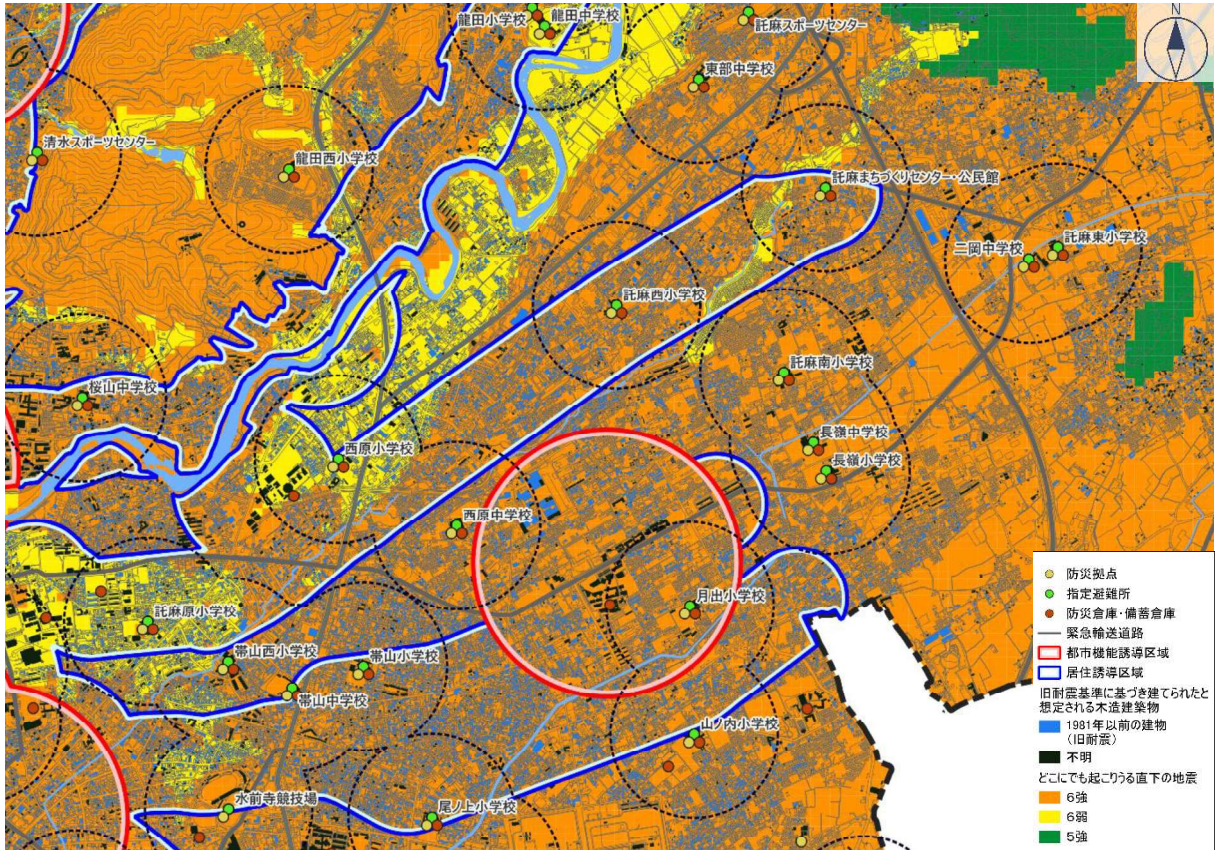 龍田小学校
龍田中学校
託麻スポーツセンター
N
東部中学校
清水スポーツセンター
龍田西小学校
託麻まちづくりセンター・公民館
託麻東小学校
二岡中学校
託麻西小学校
託麻南小学校
桜山中学校
長嶺中学校
西原小学校
長嶺小学校
西原中学校
月出小学校
託麻原小学校
帯山西小学校
帯山小学校
帯山中学校
山ノ内小学校
水前寺競技場
尾ノ上小学校
防災拠点
指定避難所
防災倉庫・備蓄倉庫
緊急輸送道路
都市機能誘導区域
居住誘導区域
旧耐震基準に基づき建てられたと
想定される木造建築物
1981年以前の建物
（旧耐震）
不明
どこにでも起こりうる直下の地震
6強
6弱
5強